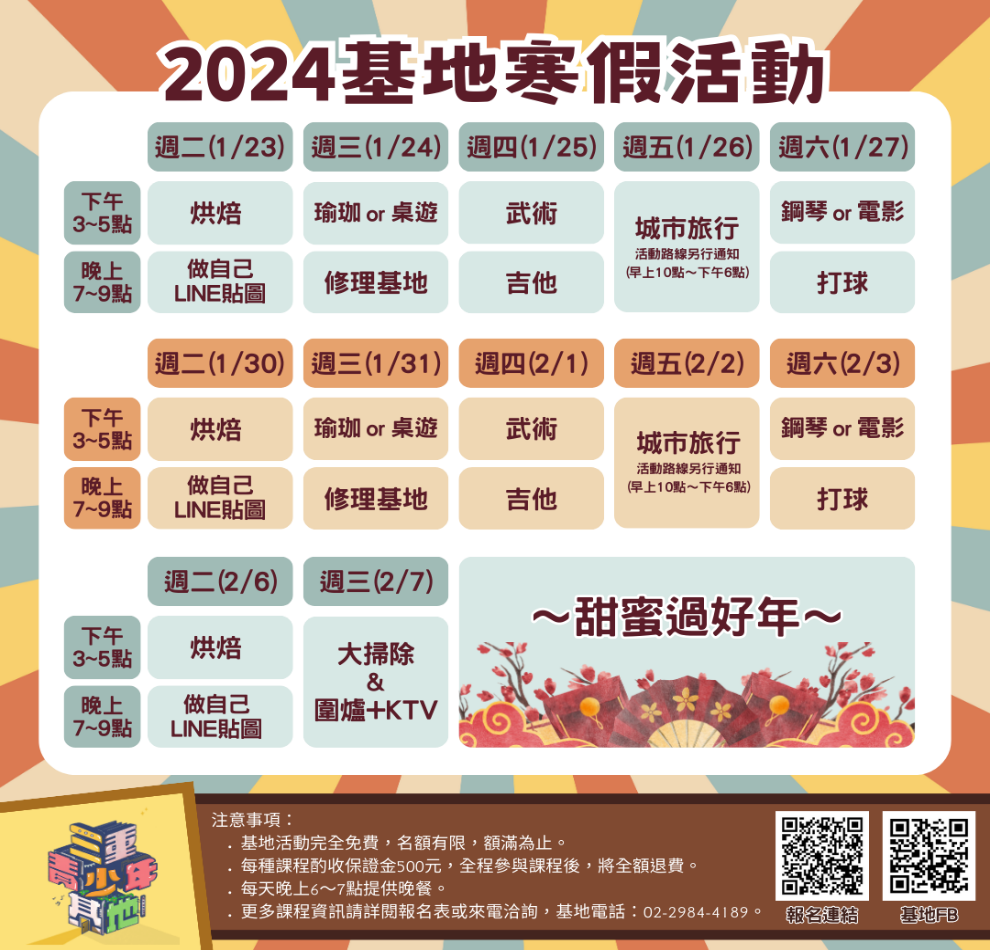 2024基地寒假活動
週二(1/23) 週三(1/24) 週四(1/25) 週五(1/26) 週六(1/27)
下午
3~5點
烘焙
瑜珈 or 桌遊
武術
鋼琴 or 電影
城市旅行
活動路線另行通知
(早上10點～下午6點)
晚上
7~9點
做自己
LINE貼圖
修理基地
吉他
打球
週二(1/30) 週三(1/31) 週四(2/1) 週五(2/2) 週六(2/3)
下午
3~5點
烘焙
瑜珈 or 桌遊
武術
鋼琴 or 電影
城市旅行
活動路線另行通知
(早上10點～下午6點)
晚上
7~9點
做自己
LINE貼圖
修理基地
吉他
打球
週二(2/6) 週三(2/7)
～甜蜜過好年～
下午
3~5點
烘焙
大掃除
&
圍爐+KTV
晚上
7~9點
做自己
LINE貼圖
三重
青少年
基地
注意事項：
．基地活動完全免費，名額有限，額滿為止。
．每種課程酌收保證金500元，全程參與課程後，將全額退費。
．每天晚上6～7點提供晚餐。
．更多課程資訊請詳閱報名表或來電洽詢，基地電話：02-2984-4189。
報名連結
基地FB